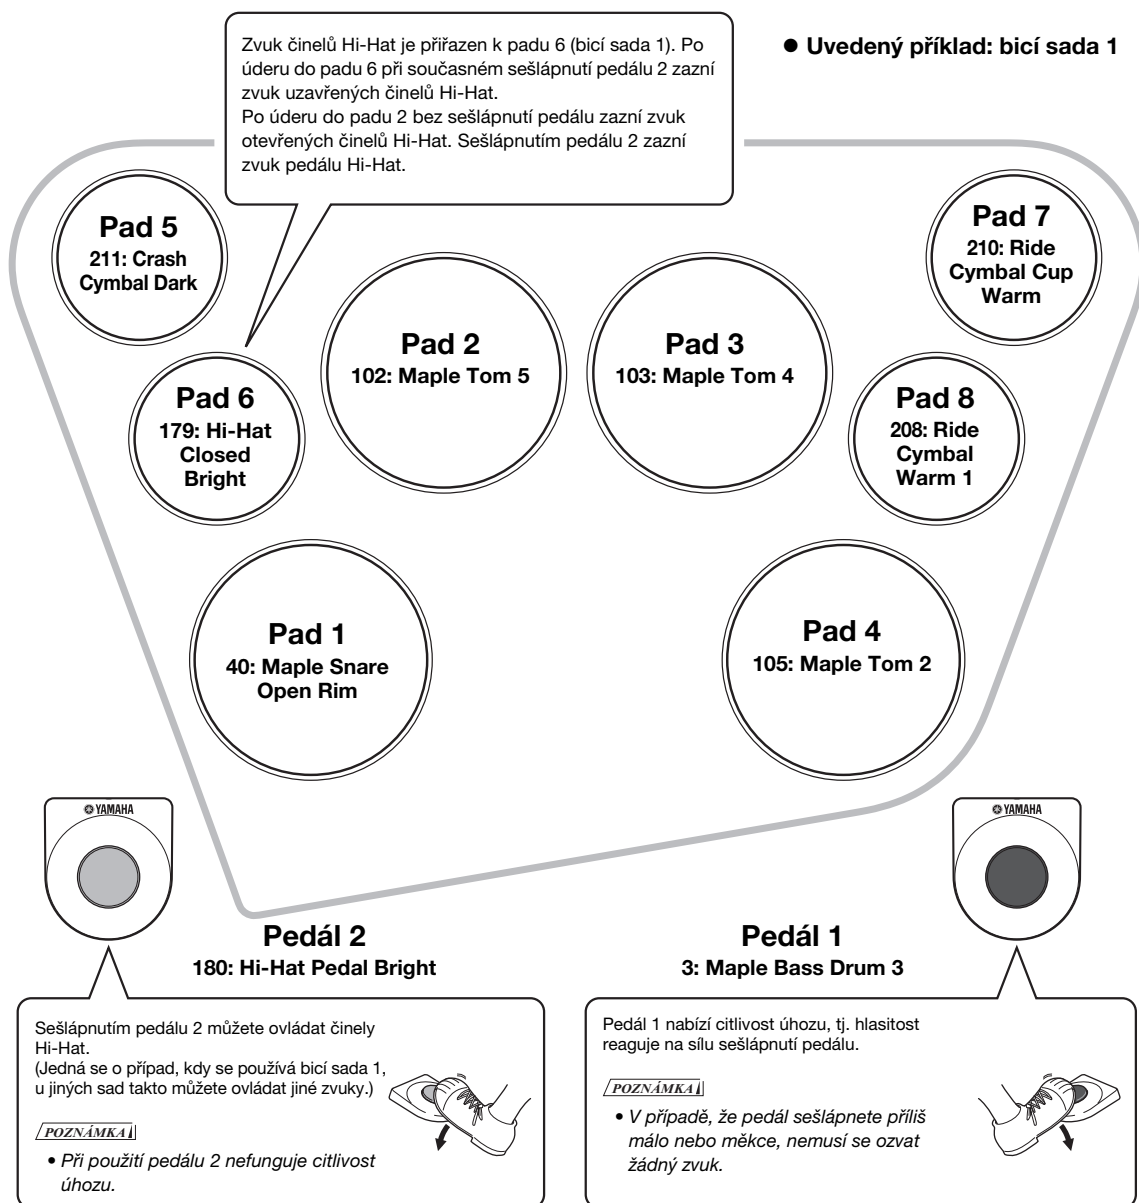 Zvuk činelů Hi-Hat je přiřazen k padu 6 (bicí sada 1). Po
úderu do padu 6 při současném sešlápnutí pedálu 2 zazní
zvuk uzavřených činelů Hi-Hat.
Po úderu do padu 2 bez sešlápnutí pedálu zazní zvuk
otevřených činelů Hi-Hat. Sešlápnutím pedálu 2 zazní
zvuk pedálu Hi-Hat.
● Uvedený příklad: bicí sada 1
Pad 5
211: Crash
Cymbal Dark
Pad 7
210: Ride
Cymbal Cup
Warm
Pad 2
102: Maple Tom 5
Pad 3
103: Maple Tom 4
Pad 6
179: Hi-Hat
Closed
Bright
Pad 8
208: Ride
Cymbal
Warm 1
Pad 1
40: Maple Snare
Open Rim
Pad 4
105: Maple Tom 2
YAMAHA
YAMAHA
Pedál 2
180: Hi-Hat Pedal Bright
Pedál 1
3: Maple Bass Drum 3
Sešlápnutím pedálu 2 můžete ovládat činely
Hi-Hat.
(Jedná se o případ, kdy se používá bicí sada 1,
u jiných sad takto můžete ovládat jiné zvuky.)
POZNÁMKA
• Při použití pedálu 2 nefunguje citlivost
úhozu.
Pedál 1 nabízí citlivost úhozu, tj. hlasitost
reaguje na sílu sešlápnutí pedálu.
POZNÁMKA
• V případě, že pedál sešlápnete příliš
málo nebo měkce, nemusí se ozvat
žádný zvuk.